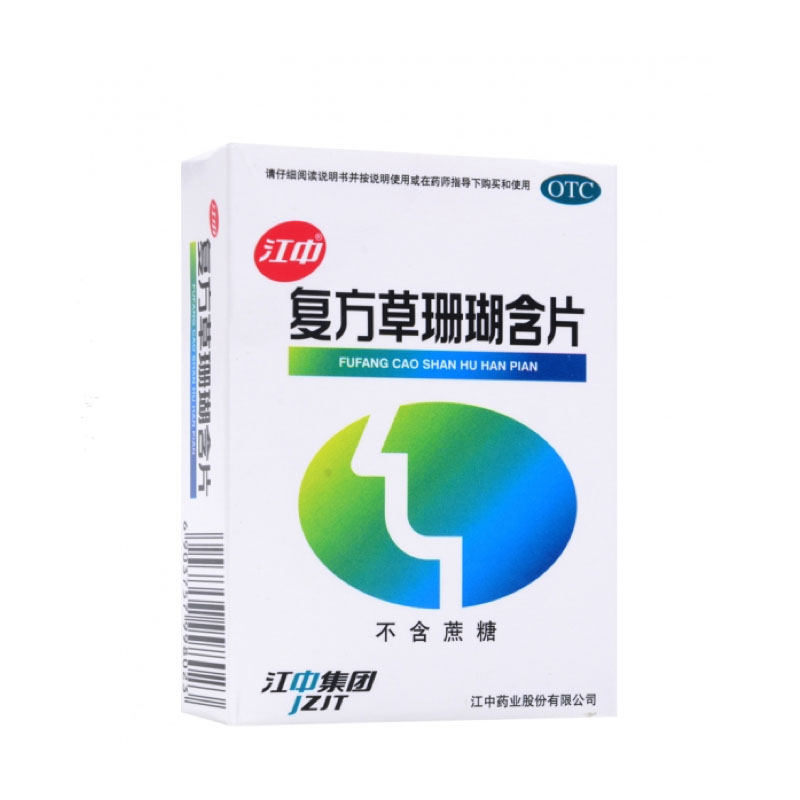 请仔细阅读说明书并按说明使用或在药师指导下购买和使用
OTC
江中®
复方草珊瑚含片
FUFANG CAO SHAN HU HAN PIAN
不含蔗糖
江中集团
JZJT
江中药业股份有限公司
江中
复方草珊瑚含片
FUFANG CAO SHAN HU HAN PIAN
6903757998023